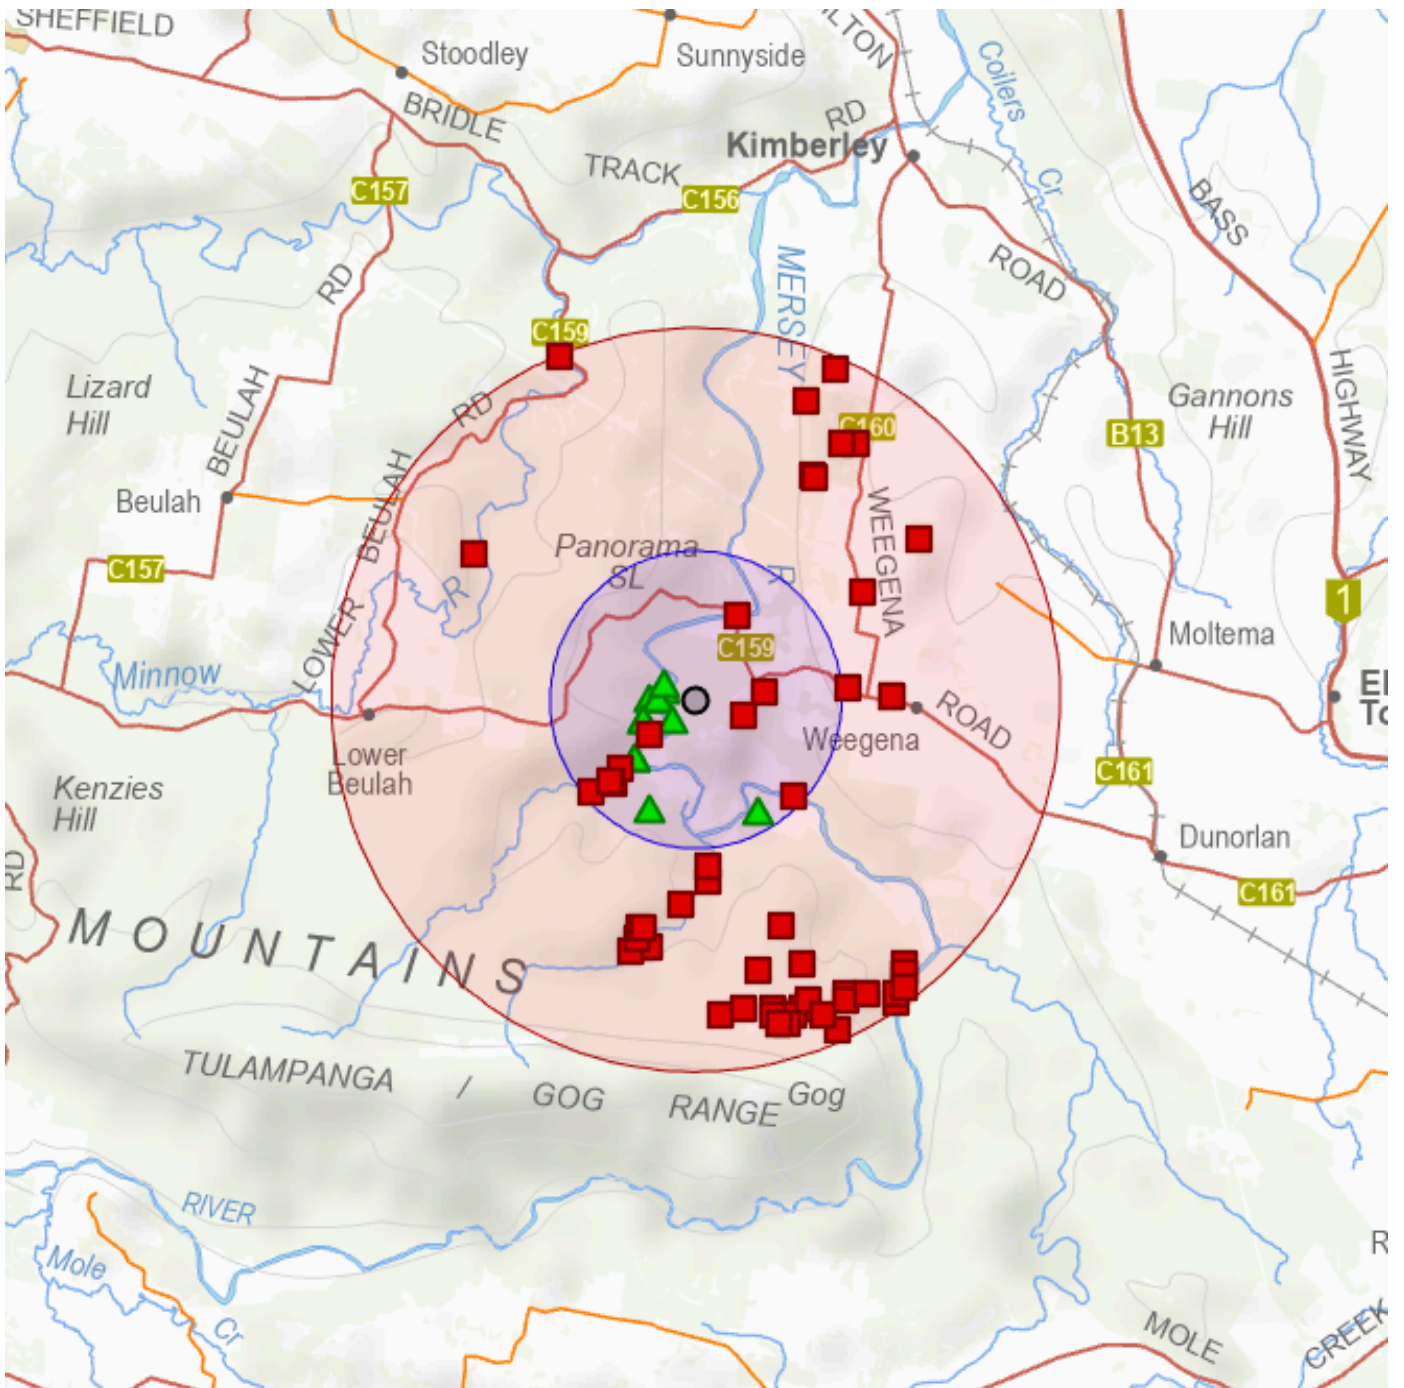 SHEFFIELD
Stoodley
Sunnyside
ILTON
Coilers
BRIDLE
RD
Kimberley
TRACK
Cr
C157
C156
BASS
RD
MERSEY
ROAD
C159
HIGHWAY
Lizard
Hill
BEULAH
RD
Gannons
Hill
C160
B13
BEULAH
Beulah
WEEGENA
Panorama
SL
C157
R
R
1
LOWER
C159
Moltema
Minnow
El
To
ROAD
Weegena
Lower
Beulah
C161
Kenzies
Hill
Dunorlan
RD
C161
MOUNTAINS
TULAMPANGA / GOG RANGE
Gog
RIVER
Mole
Cr
R
MOLE
CREEK